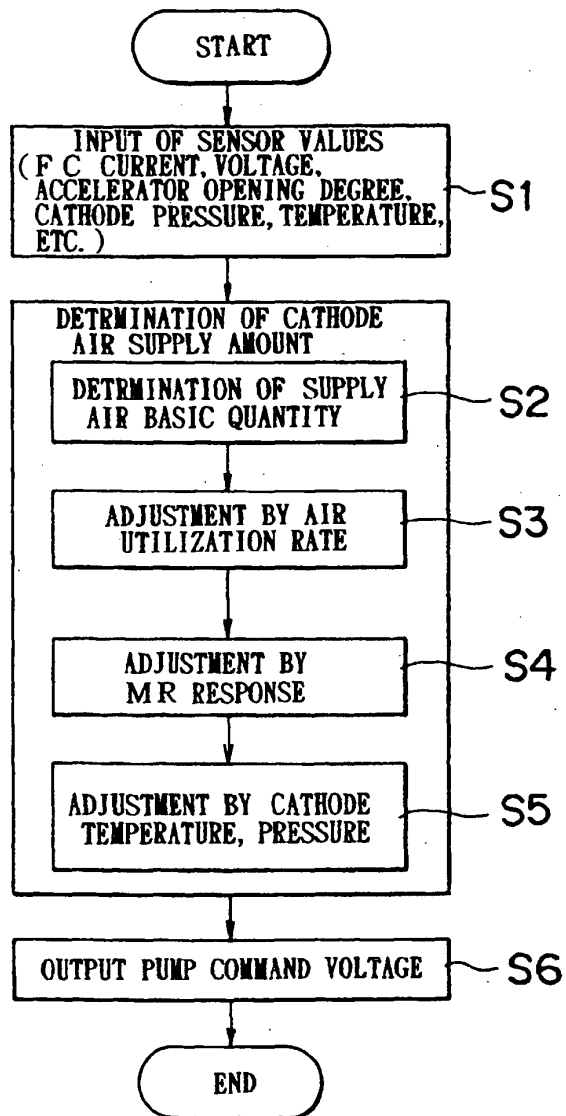 START
INPUT OF SENSOR VALUES
(F C CURRENT, VOLTAGE,
ACCELERATOR OPENING DEGREE,
CATHODE PRESSURE, TEMPERATURE,
ETC. )
S1
DETRMINATION OF CATHODE
AIR SUPPLY AMOUNT
DETRMINATION OF SUPPLY
AIR BASIC QUANTITY
S2
ADJUSTMENT BY AIR
UTILIZATION RATE
S3
ADJUSTMENT BY
MR RESPONSE
S4
ADJUSTMENT BY CATHODE
TEMPERATURE, PRESSURE
S5
OUTPUT PUMP COMMAND VOLTAGE
S6
END